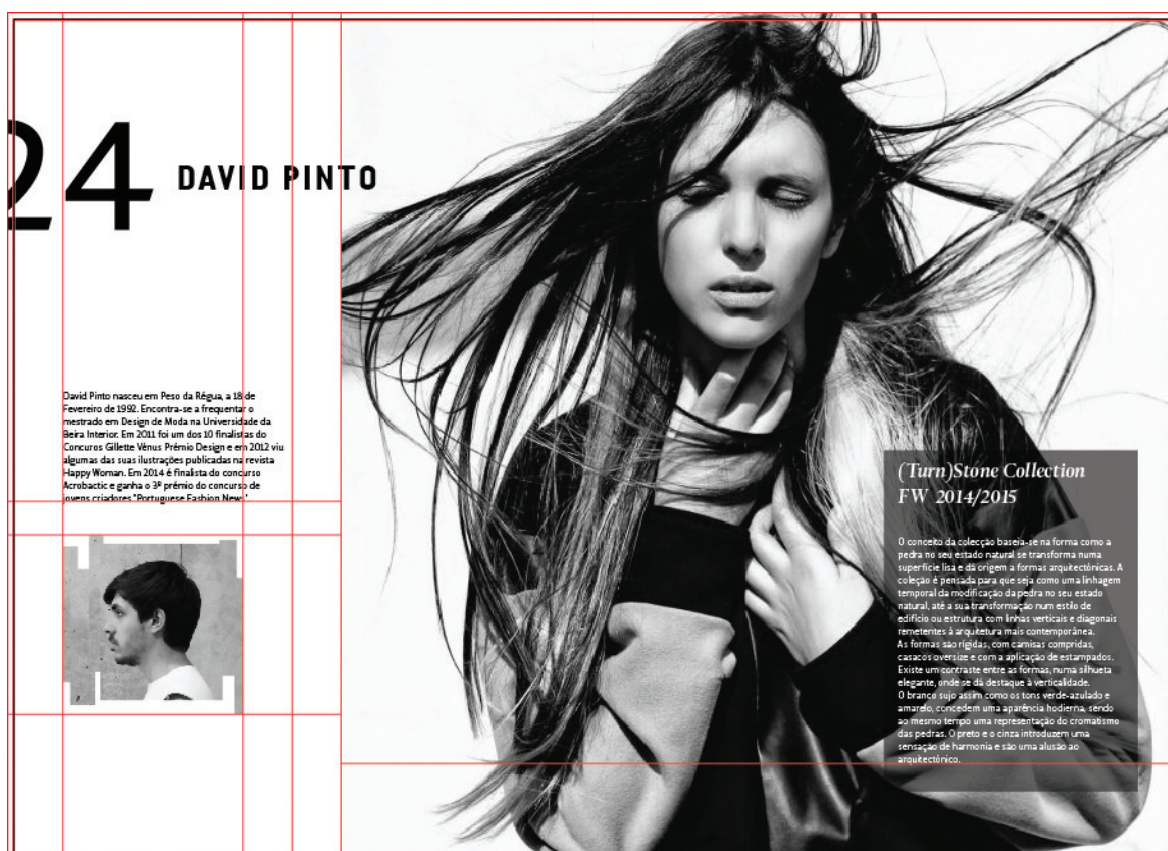 24
DAVID PINTO
David Pinto nasceu em Peso da Régua, a 18 de
Fevereiro de 1992. Encontra-se a frequentar o
mestrado em Design de Moda na Universidade da
Beira Interior. Em 2011 foi um dos 10 finalistas do
Concuros Gillette Vénus Prémio Design e em 2012 viu
algumas das suas ilustrações publicadas na revista
Happy Woman. Em 2014 é finalista do concurso
Acrobactic e ganha o 3º prémio do concurso de
jovens criadores "Portuguese Fashion News"
(Turn)Stone Collection
FW 2014/2015
O conceito da colecção baseia-se na forma como a
pedra no seu estado natural se transforma numa
superfície lisa e dá origem a formas arquitectónicas. A
coleção é pensada para que seja como uma linhagem
temporal da modificação da pedra no seu estado
natural, até a sua transformação num estilo de
edifício ou estrutura com linhas verticais e diagonais
remetentes à arquitetura mais contemporânea.
As formas são rígidas, com camisas compridas,
casacos oversize e com a aplicação de estampados.
Existe um contraste entre as formas, numa silhueta
elegante, onde se dá destaque à verticalidade.
O branco sujo assim como os tons verde-azulado e
amarelo, concedem uma aparência hodierna, sendo
ao mesmo tempo uma representação do cromatismo
das pedras. O preto e o cinza introduzem uma
sensação de harmonia e são uma alusão ao
arquitectónico.